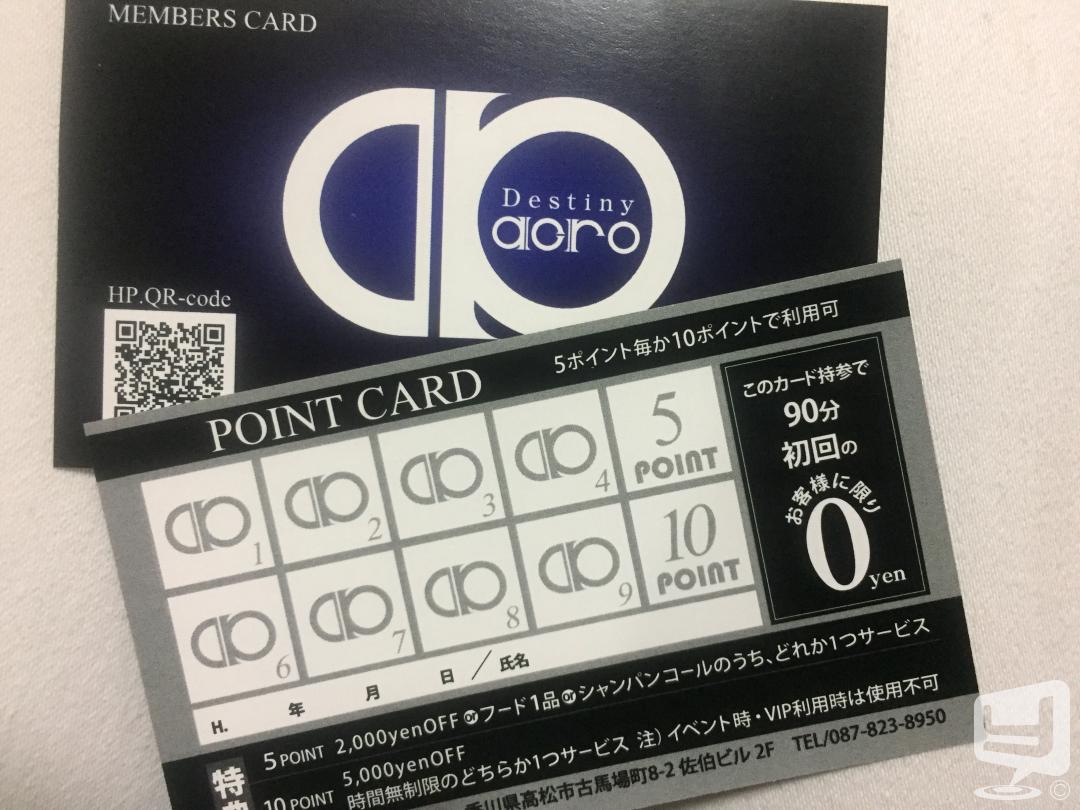 MEMBERS CARD
Destiny
acro
HP.QR-code
POINT CARD
5ポイント毎か10ポイントで利用可
1
2
3
4
5
POINT
6
7
8
9
10
POINT
このカード持参で
90分
初回の
お客様に限り
0yen
H. 年 月 日 / 氏名
5POINT 2,000yenOFF orフード1品orシャンパンコールのうち、どれか1つサービス
特典
10POINT 5,000yenOFF
時間無制限のどちらか1つサービス 注)イベント時・VIP利用時は使用不可
香川県高松市古馬場町8-2 佐伯ビル 2F TEL/087-823-8950